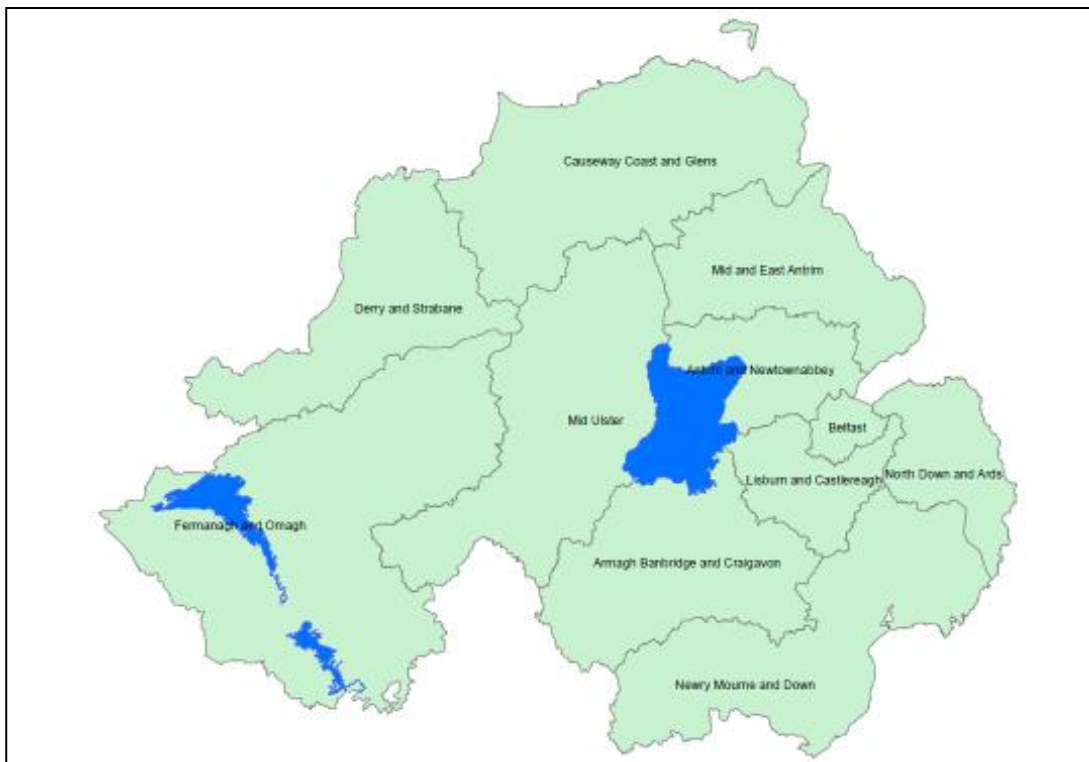 Causeway Coast and Glens
Mid and East Antrim
Derry and Strabane
Antrim and Newtownabbey
Mid Ulster
Belfast
Lisburn and Castlereagh
North Down and Ards
Fermanagh and Omagh
Armagh Banbridge and Craigavon
Newry Mourne and Down